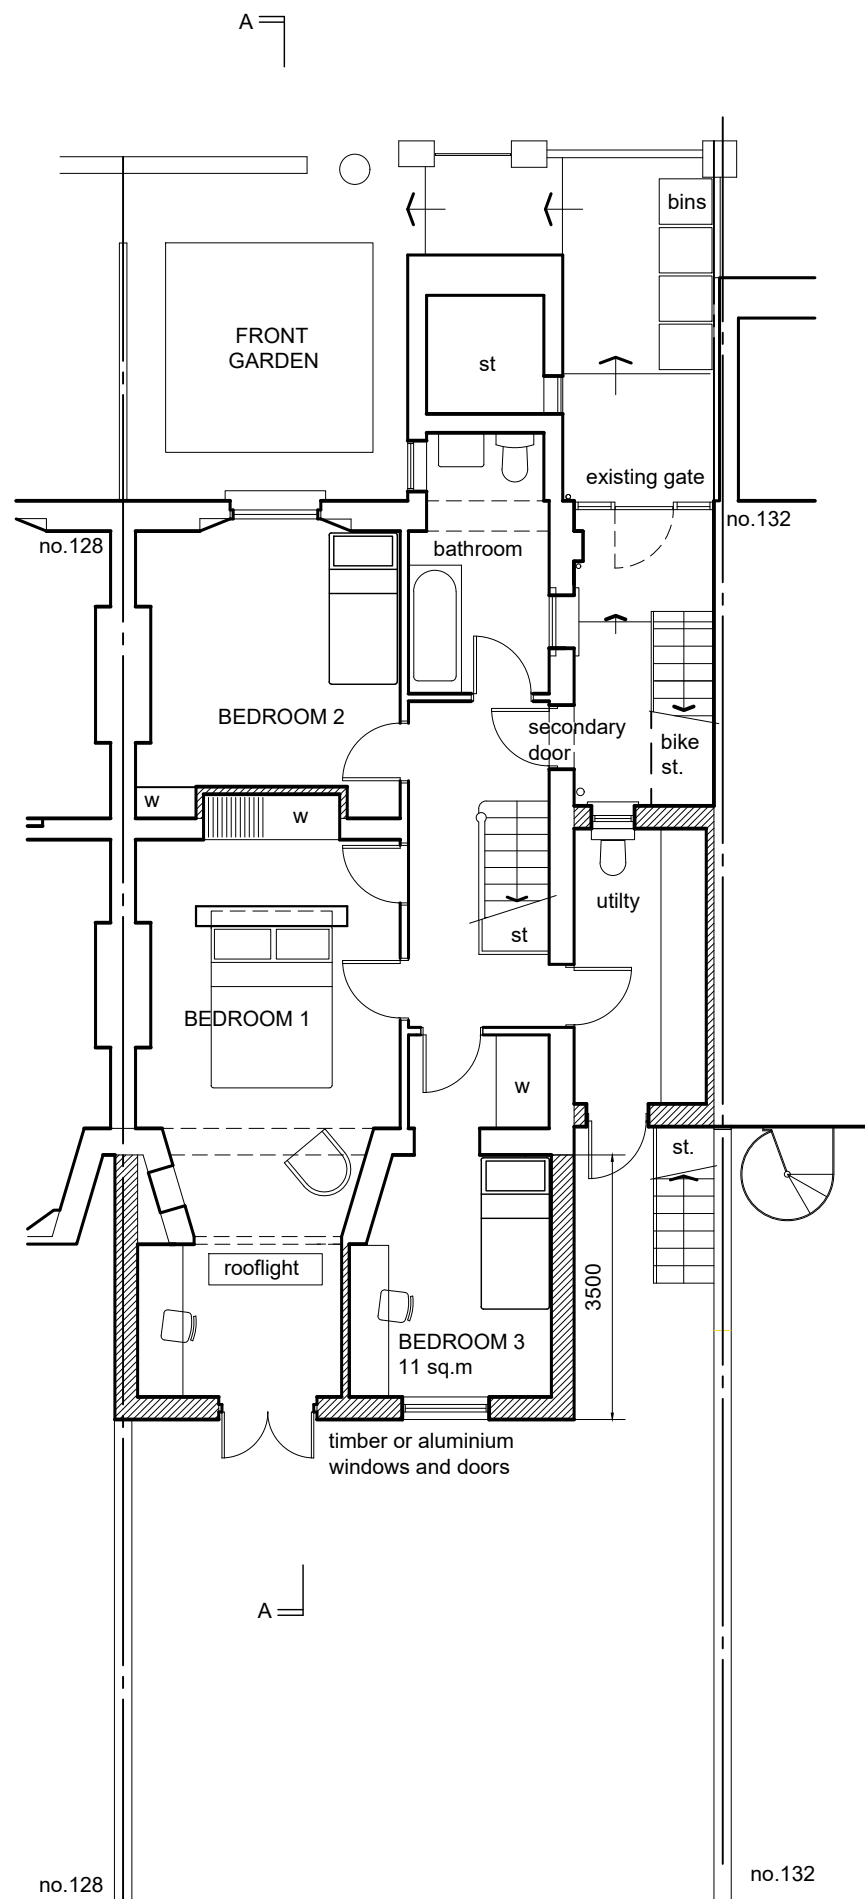 A
bins
FRONT
GARDEN
st
existing gate
no.128
no.132
bathroom
BEDROOM 2
secondary
door
bike
st.
w
w
utilty
st
BEDROOM 1
w
st.
rooflight
3500
BEDROOM 3
11 sq.m
timber or aluminium
windows and doors
A
no.128
no.132